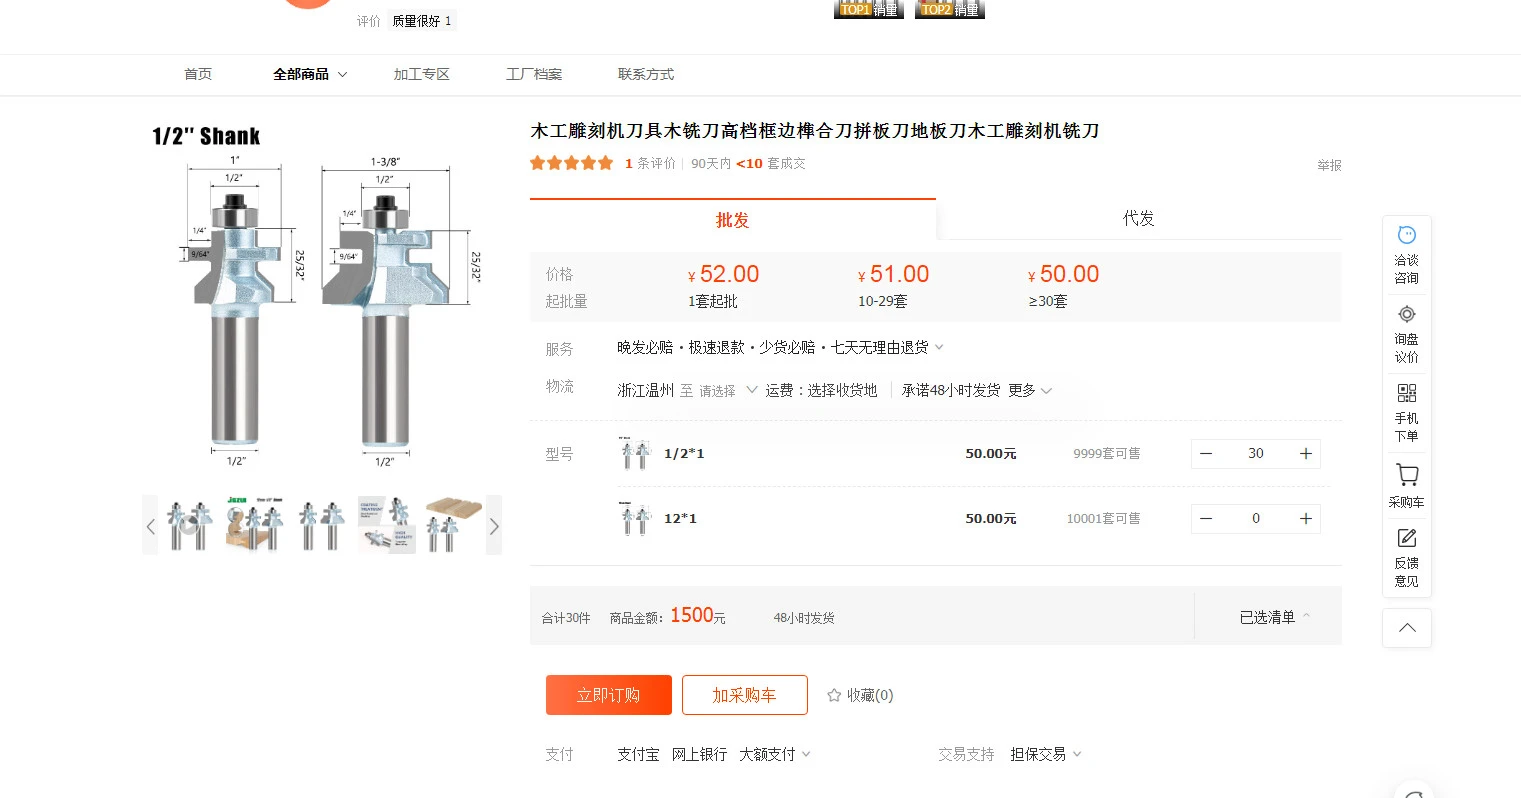 评价 质量很好 1
TOP1 销量 TOP2 销量
首页 全部商品 加工专区 工厂档案 联系方式
1/2" Shank
1"
1/2"
1/4"
9/64"
25/32"
1/2"
1-3/8"
1/2"
1/4"
9/64"
25/32"
1/2"
木工雕刻机刀具木铣刀高档框边榫合刀拼板刀地板刀木工雕刻机铣刀
1 条评价 90天内 <10 套成交
举报
批发 代发
价格 ¥ 52.00 ¥ 51.00 ¥ 50.00
起批量 1套起批 10-29套 ≥30套
服务 晚发必赔·极速退款·少货必赔·七天无理由退货
物流 浙江温州 至 请选择 运费：选择收货地 承诺48小时发货 更多
型号 1/2*1 50.00元 9999套可售 — 30 +
12*1 50.00元 10001套可售 — 0 +
合计30件 商品金额: 1500元 48小时发货 已选清单
立即订购 加采购车 收藏(0)
支付 支付宝 网上银行 大额支付 交易支持 担保交易
洽谈
咨询
询盘
议价
手机
下单
采购车
反馈
意见